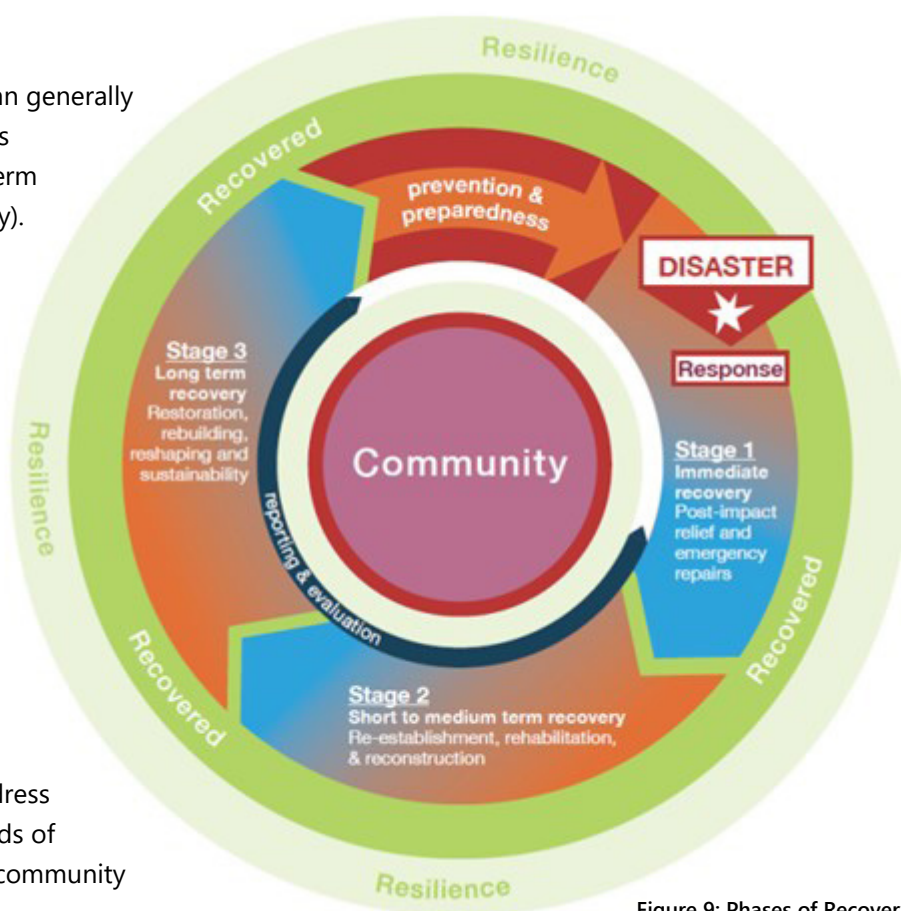 an generally
s
erm
y).
Resilience
Recovered
prevention &
preparedness
DISASTER
Response
Stage 1
Immediate
recovery
Post-impact
relief and
emergency
repairs
Recovered
Stage 2
Short to medium term recovery
Re-establishment, rehabilitation,
& reconstruction
Recovered
Stage 3
Long term
recovery
Restoration,
rebuilding,
reshaping and
sustainability
reporting & evaluation
Community
Resilience
Resilience
dress
ds of
community
Figure 9: Phases of Recover